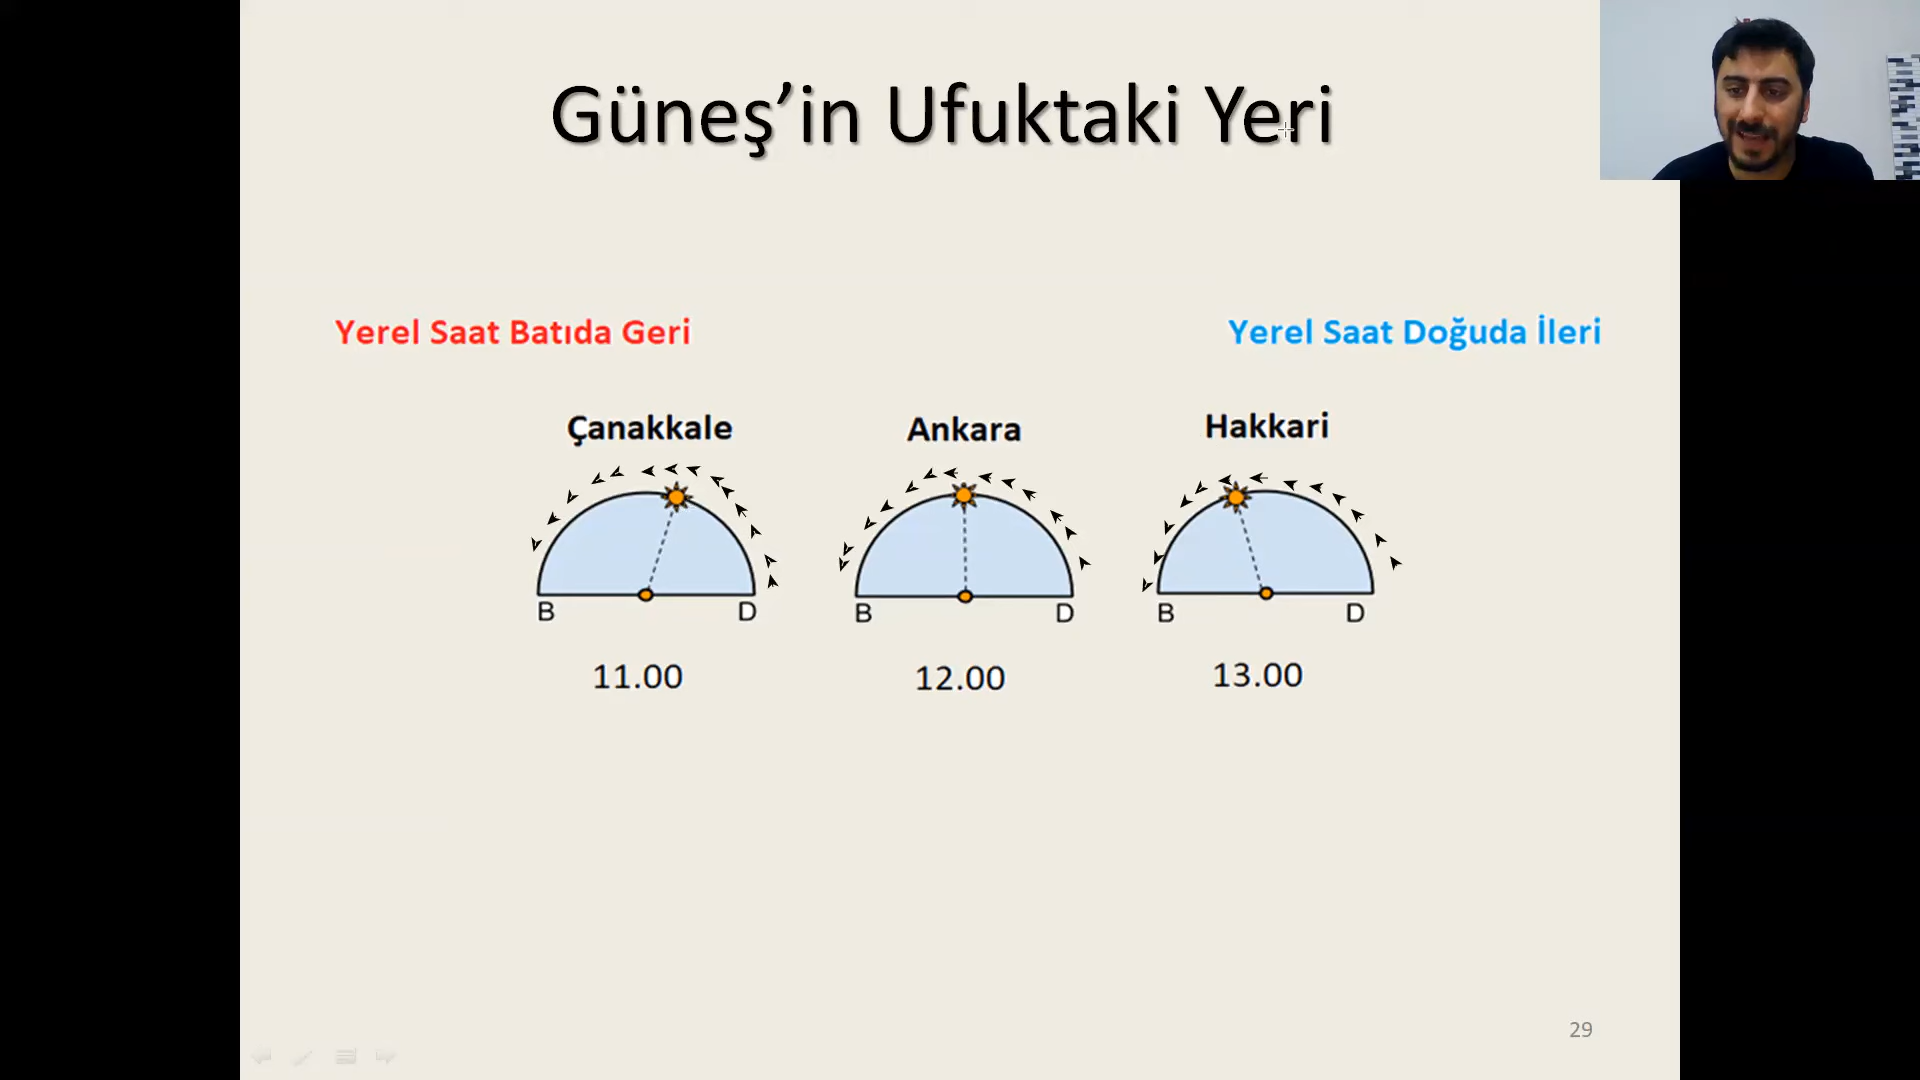 Güneş’in Ufuktaki Yeri
Yerel Saat Batıda Geri
Yerel Saat Doğuda İleri
Çanakkale
Ankara
Hakkari
B D
B D
B D
11.00
12.00
13.00
29